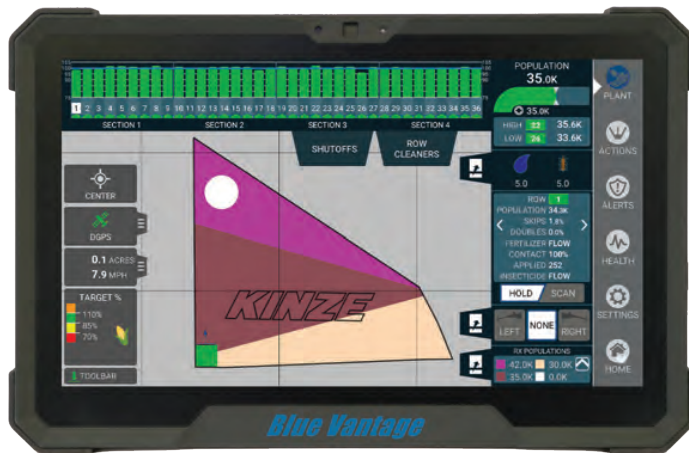 1 2 3 4 5 6 7 8 9 10 11 12 13 14 15 16 17 18 19 20 21 22 23 24 25 26 27 28 29 30 31 32 33 34 35 36
SECTION 1 SECTION 2 SECTION 3 SECTION 4
SHUTOFFS
ROW
CLEANERS
CENTER
DGPS
0.1 ACRES
7.9 MPH
TARGET %
110%
85%
70%
TOOLBAR
KINZE
POPULATION
35.0K
35.0K
HIGH 22 35.6K
LOW 26 33.6K
5.0 5.0
ROW 1
POPULATION 34.3K
SKIPS 1.8%
DOUBLES 0.0%
FERTILIZER FLOW
CONTACT 100%
APPLIED 252
INSECTICIDE FLOW
HOLD SCAN
LEFT NONE RIGHT
RX POPULATIONS
42.0K 30.0K
35.0K 0.0K
PLANT
ACTIONS
ALERTS
HEALTH
SETTINGS
HOME
Blue Vantage